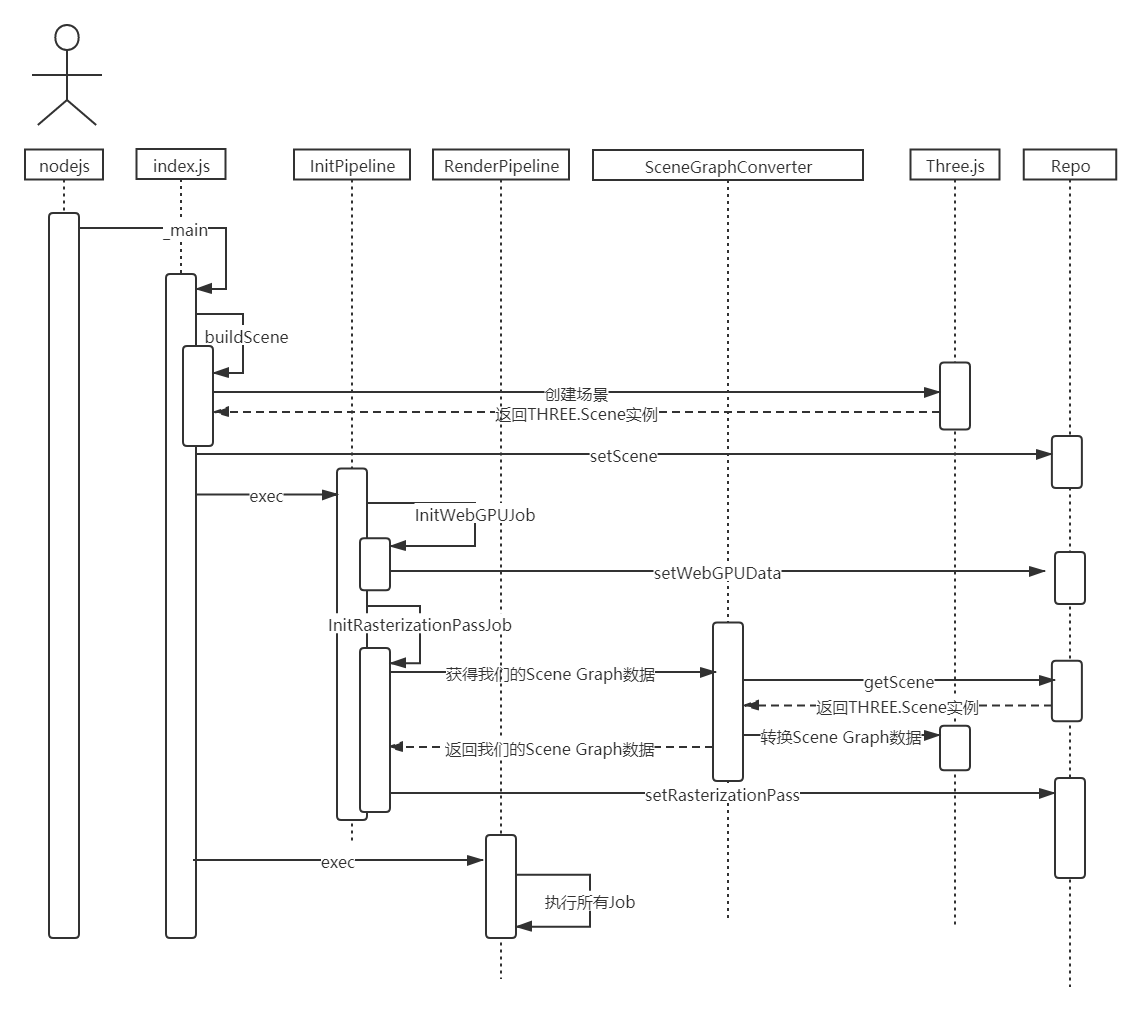 nodejs
index.js
InitPipeline
RenderPipeline
SceneGraphConverter
Three.js
Repo
_main
buildScene
创建场景
返回THREE.Scene实例
setScene
exec
InitWebGPUJob
setWebGPUData
InitRasterizationPassJob
获得我们的Scene Graph数据
getScene
返回THREE.Scene实例
转换Scene Graph数据
返回我们的Scene Graph数据
setRasterizationPass
exec
执行所有Job